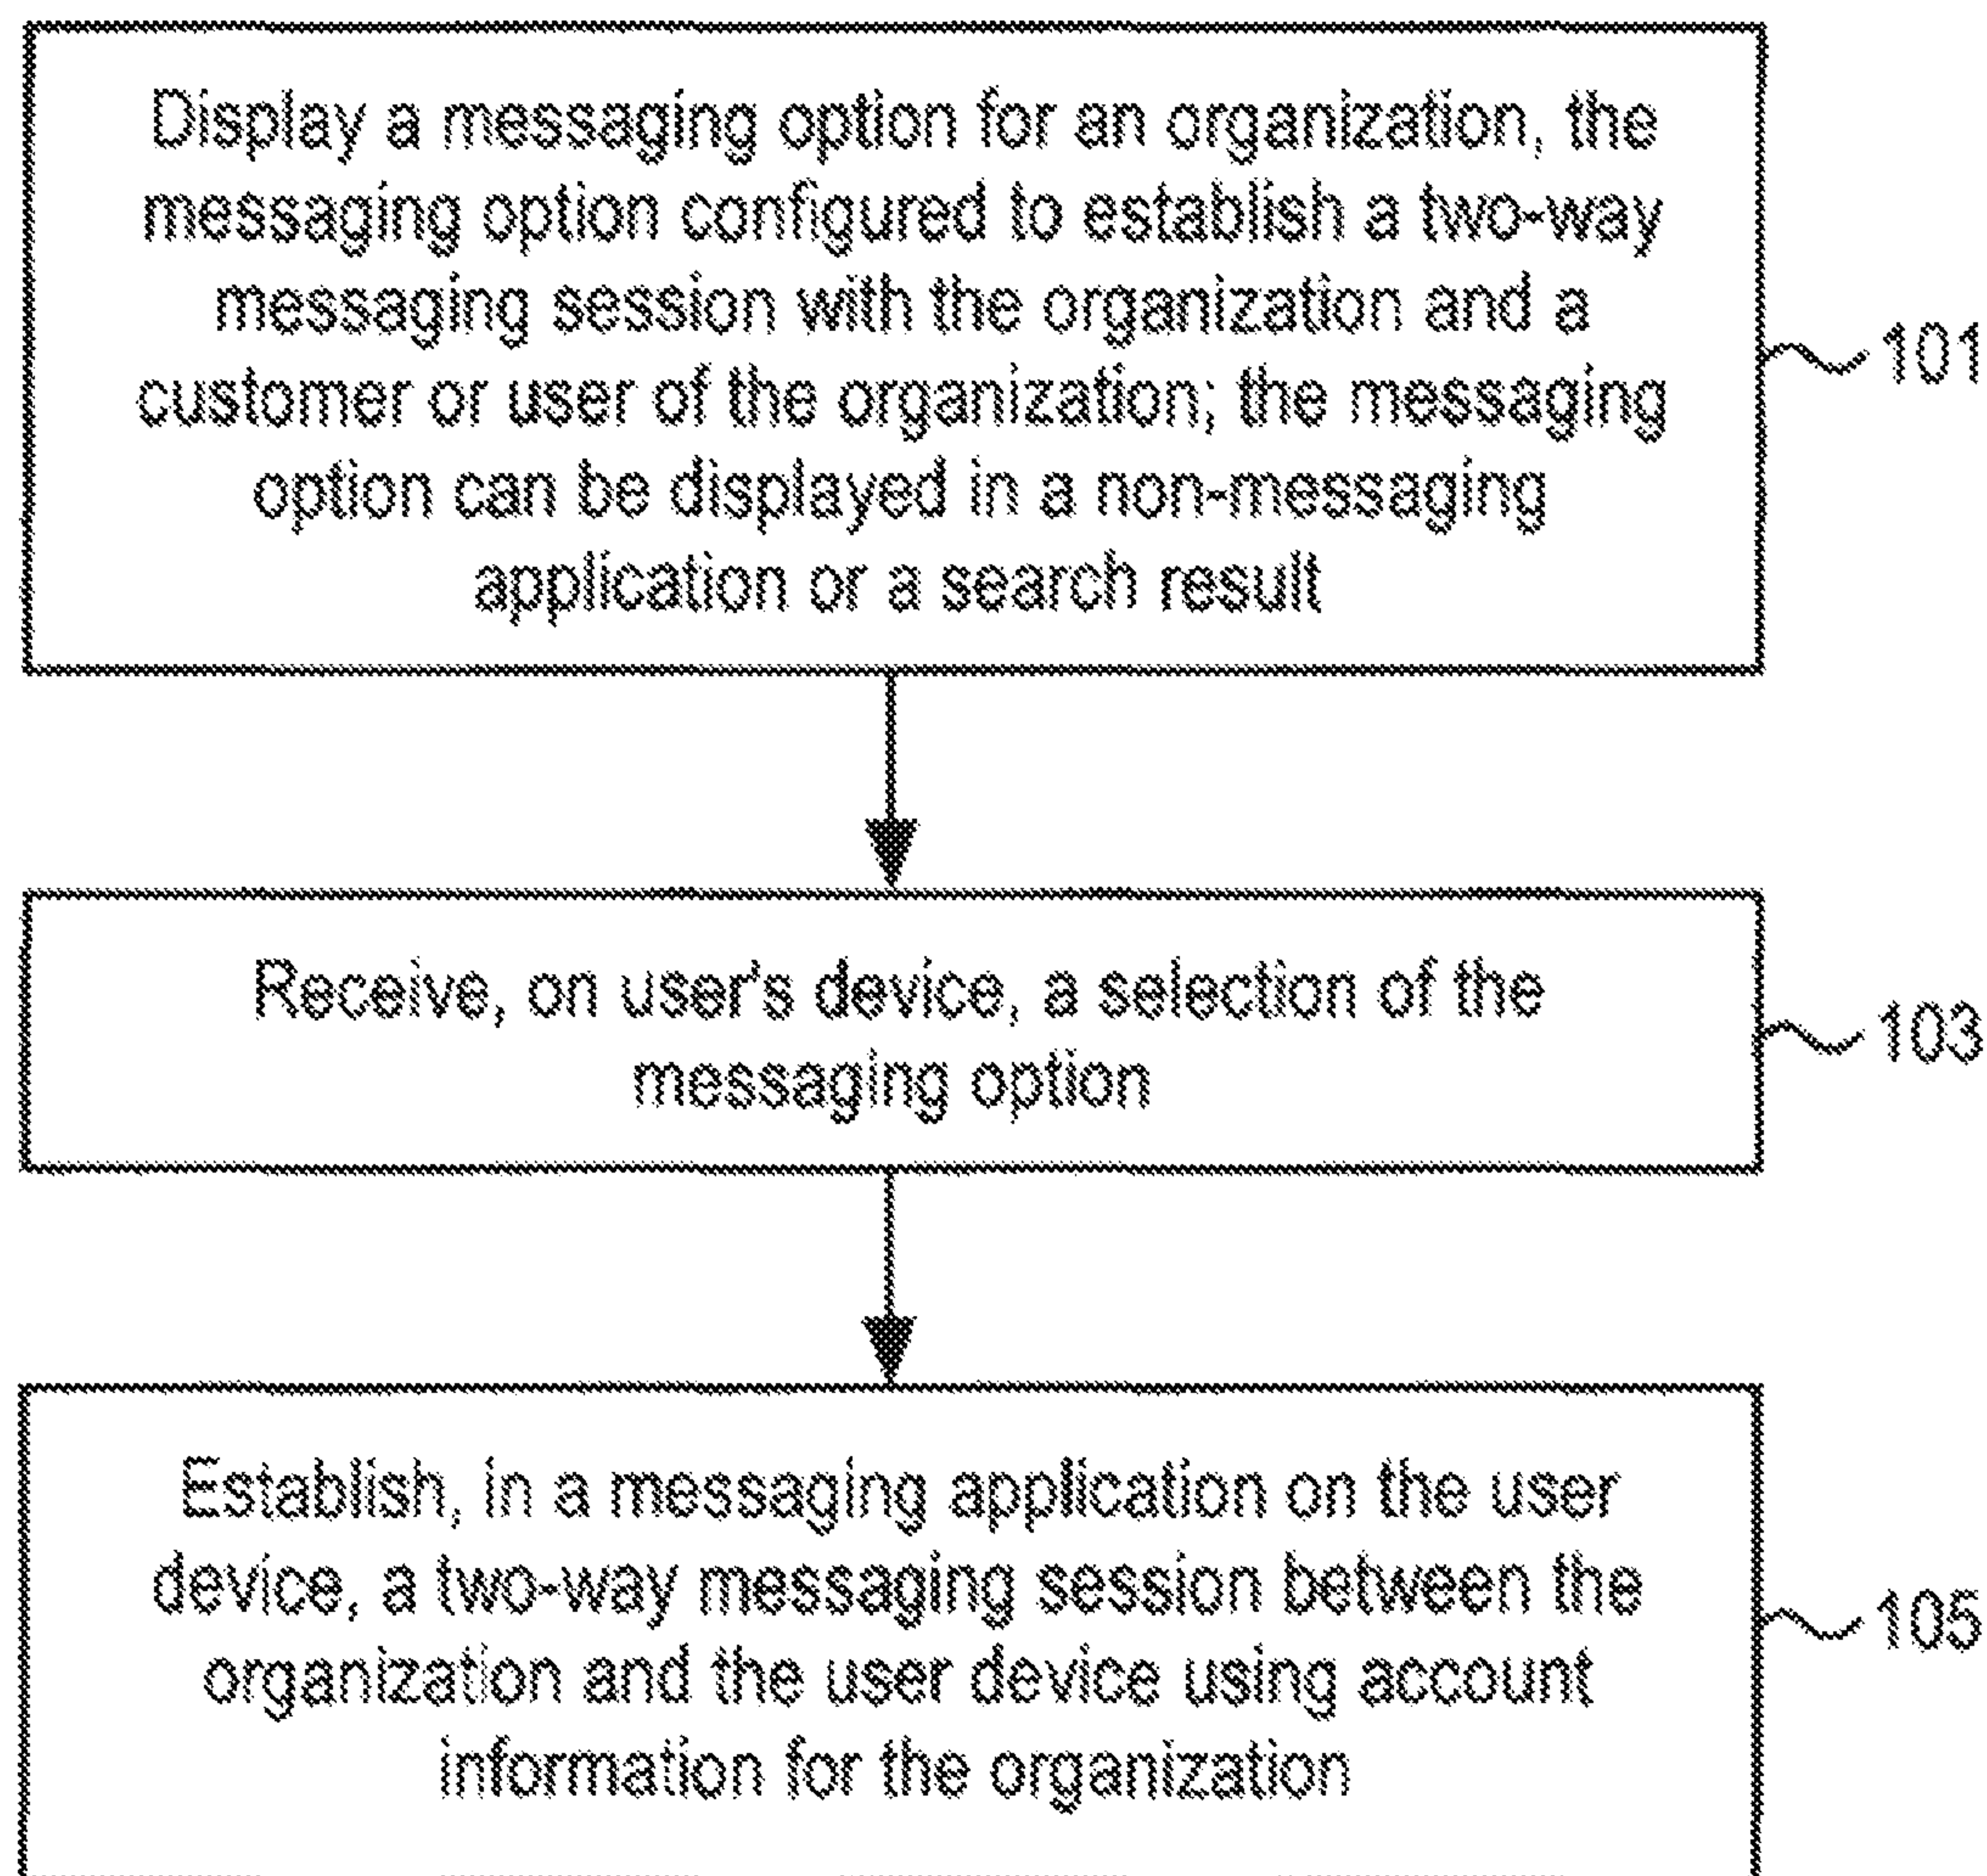 Display a messaging option for an organization, the
messaging option configured to establish a two-way
messaging session with the organization and a
customer or user of the organization; the messaging
option can be displayed in a non-messaging
application or a search result
101
Receive, on user's device, a selection of the
messaging option
103
Establish, in a messaging application on the user
device, a two-way messaging session between the
organization and the user device using account
information for the organization
105